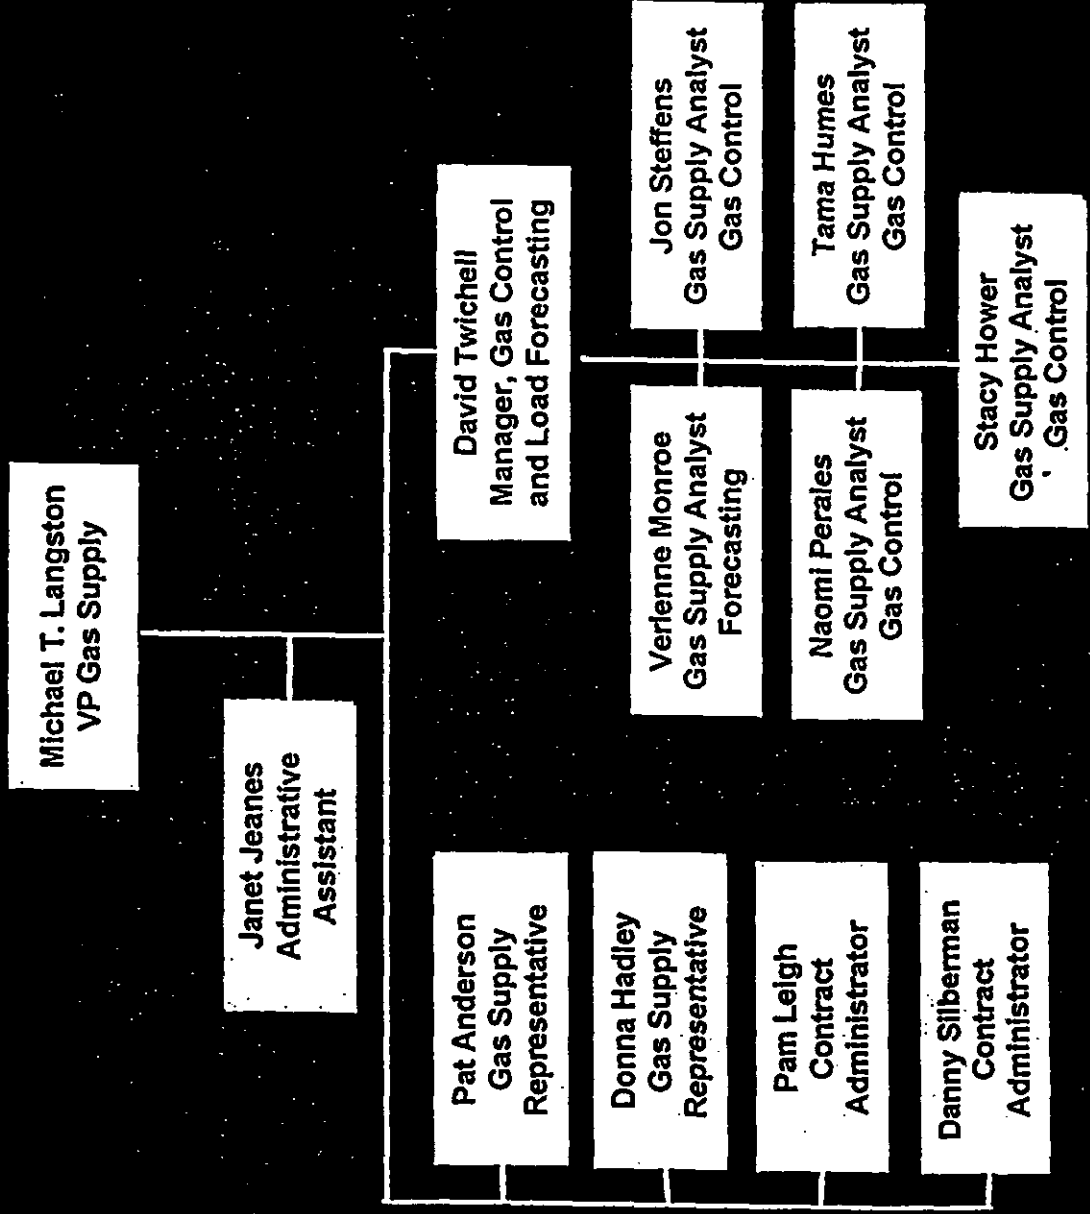 Michael T. Langston
VP Gas Supply
Janet Jeanes
Administrative
Assistant
Pat Anderson
Gas Supply
Representative
Donna Hadley
Gas Supply
Representative
Pam Leigh
Contract
Administrator
Danny Silberman
Contract
Administrator
David Twichell
Manager, Gas Control
and Load Forecasting
Verlenne Monroe
Gas Supply Analyst
Forecasting
Jon Steffens
Gas Supply Analyst
Gas Control
Naomi Perales
Gas Supply Analyst
Gas Control
Tama Humes
Gas Supply Analyst
Gas Control
Stacy Hower
Gas Supply Analyst
Gas Control